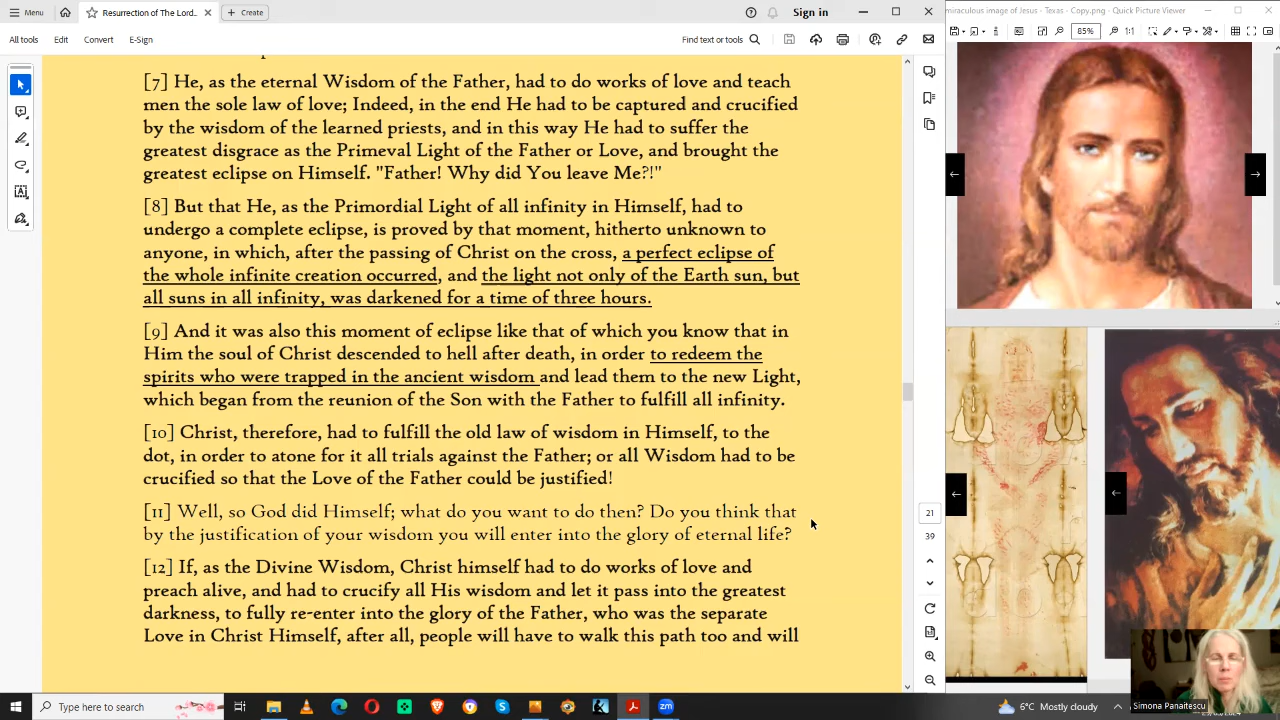 Menu
Resurrection of The Lord...
Create
Sign in
All tools
Edit
Convert
E-Sign
Find text or tools
miraculous image of Jesus - Texas - Copy.png - Quick Picture Viewer
85%
1:1
[7] He, as the eternal Wisdom of the Father, had to do works of love and teach
men the sole law of love; Indeed, in the end He had to be captured and crucified
by the wisdom of the learned priests, and in this way He had to suffer the
greatest disgrace as the Primeval Light of the Father or Love, and brought the
greatest eclipse on Himself. "Father! Why did You leave Me?!"
[8] But that He, as the Primordial Light of all infinity in Himself, had to
undergo a complete eclipse, is proved by that moment, hitherto unknown to
anyone, in which, after the passing of Christ on the cross, a perfect eclipse of
the whole infinite creation occurred, and the light not only of the Earth sun, but
all suns in all infinity, was darkened for a time of three hours.
[9] And it was also this moment of eclipse like that of which you know that in
Him the soul of Christ descended to hell after death, in order to redeem the
spirits who were trapped in the ancient wisdom and lead them to the new Light,
which began from the reunion of the Son with the Father to fulfill all infinity.
[10] Christ, therefore, had to fulfill the old law of wisdom in Himself, to the
dot, in order to atone for it all trials against the Father; or all Wisdom had to be
crucified so that the Love of the Father could be justified!
[11] Well, so God did Himself; what do you want to do then? Do you think that
by the justification of your wisdom you will enter into the glory of eternal life?
[12] If, as the Divine Wisdom, Christ himself had to do works of love and
preach alive, and had to crucify all His wisdom and let it pass into the greatest
darkness, to fully re-enter into the glory of the Father, who was the separate
Love in Christ Himself, after all, people will have to walk this path too and will
21
39
Type here to search
6°C Mostly cloudy
Simona Panaitescu